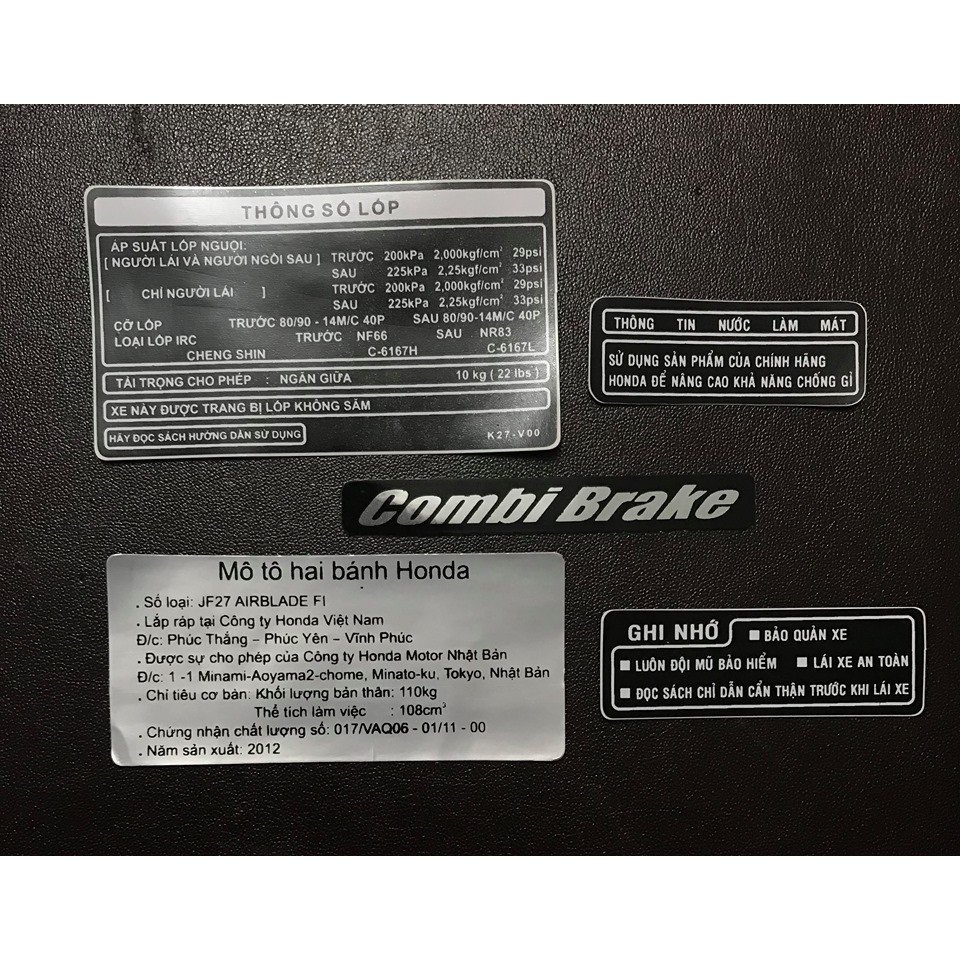 THÔNG SỐ LỐP
ÁP SUẤT LỐP NGUỘI:
[ NGƯỜI LÁI VÀ NGƯỜI NGỒI SAU ] TRƯỚC 200kPa 2,000kgf/cm² 29psi
SAU 225kPa 2,25kgf/cm² 33psi
[ CHỈ NGƯỜI LÁI ] TRƯỚC 200kPa 2,000kgf/cm² 29psi
SAU 225kPa 2,25kgf/cm² 33psi
CỠ LỐP TRƯỚC 80/90 - 14M/C 40P SAU 80/90-14M/C 40P
LOẠI LỐP IRC TRƯỚC NF66 SAU NR83
CHENG SHIN C-6167H C-6167L
TẢI TRỌNG CHO PHÉP : NGĂN GIỮA 10 kg ( 22 lbs )
XE NÀY ĐƯỢC TRANG BỊ LỐP KHÔNG SĂM
HÃY ĐỌC SÁCH HƯỚNG DẪN SỬ DỤNG K27-V00
THÔNG TIN NƯỚC LÀM MÁT
SỬ DỤNG SẢN PHẨM CỦA CHÍNH HÃNG
HONDA ĐỂ NÂNG CAO KHẢ NĂNG CHỐNG GỈ
Combi Brake
Mô tô hai bánh Honda
. Số loại: JF27 AIRBLADE FI
. Lắp ráp tại Công ty Honda Việt Nam
Đ/c: Phúc Thắng – Phúc Yên – Vĩnh Phúc
. Được sự cho phép của Công ty Honda Motor Nhật Bản
Đ/c: 1 -1 Minami-Aoyama2-chome, Minato-ku, Tokyo, Nhật Bản
. Chỉ tiêu cơ bản: Khối lượng bản thân: 110kg
Thể tích làm việc : 108cm³
. Chứng nhận chất lượng số: 017/VAQ06 - 01/11 - 00
. Năm sản xuất: 2012
GHI NHỚ ■ BẢO QUẢN XE
■ LUÔN ĐỘI MŨ BẢO HIỂM ■ LÁI XE AN TOÀN
■ ĐỌC SÁCH CHỈ DẪN CẨN THẬN TRƯỚC KHI LÁI XE